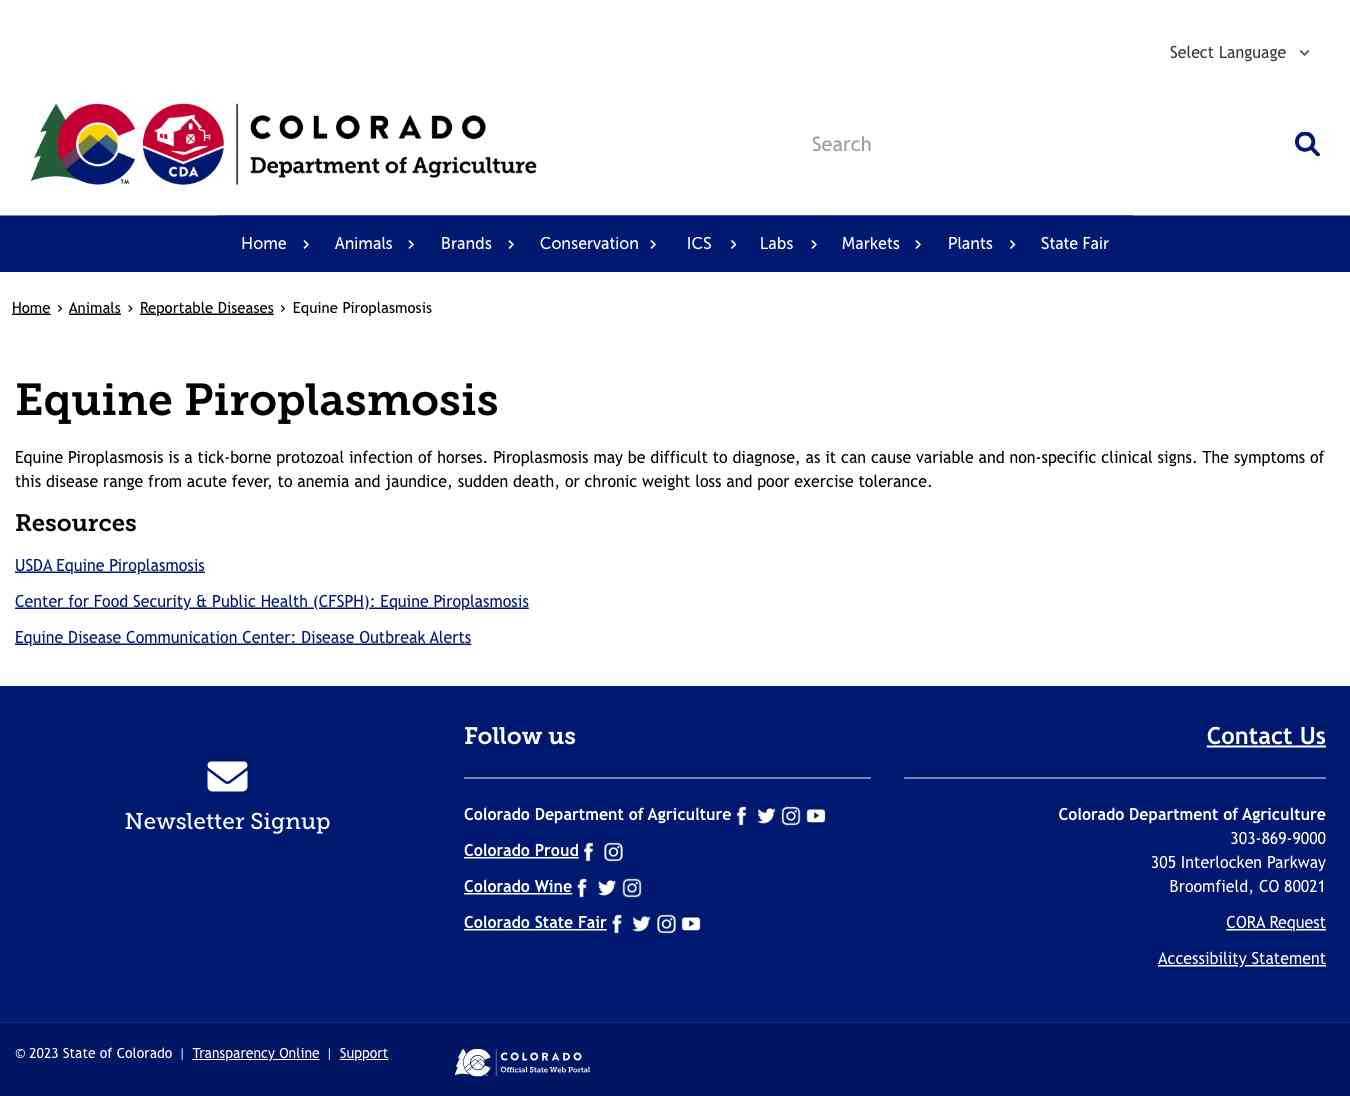 Select Language
COLORADO
Department of Agriculture
CDA
TM
Search
Home Animals Brands Conservation ICS Labs Markets Plants State Fair
Home › Animals › Reportable Diseases › Equine Piroplasmosis
Equine Piroplasmosis
Equine Piroplasmosis is a tick-borne protozoal infection of horses. Piroplasmosis may be difficult to diagnose, as it can cause variable and non-specific clinical signs. The symptoms of
this disease range from acute fever, to anemia and jaundice, sudden death, or chronic weight loss and poor exercise tolerance.
Resources
USDA Equine Piroplasmosis
Center for Food Security & Public Health (CFSPH): Equine Piroplasmosis
Equine Disease Communication Center: Disease Outbreak Alerts
Newsletter Signup
Follow us
Colorado Department of Agriculture
Colorado Proud
Colorado Wine
Colorado State Fair
Contact Us
Colorado Department of Agriculture
303-869-9000
305 Interlocken Parkway
Broomfield, CO 80021
CORA Request
Accessibility Statement
© 2023 State of Colorado | Transparency Online | Support
COLORADO
Official State Web Portal